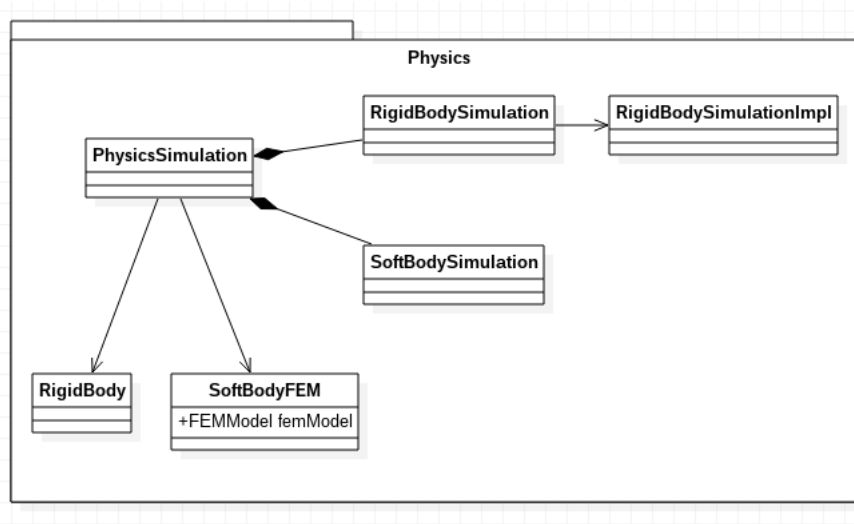 Physics
RigidBodySimulation
RigidBodySimulationImpl
PhysicsSimulation
SoftBodySimulation
RigidBody
SoftBodyFEM
+FEMModel femModel